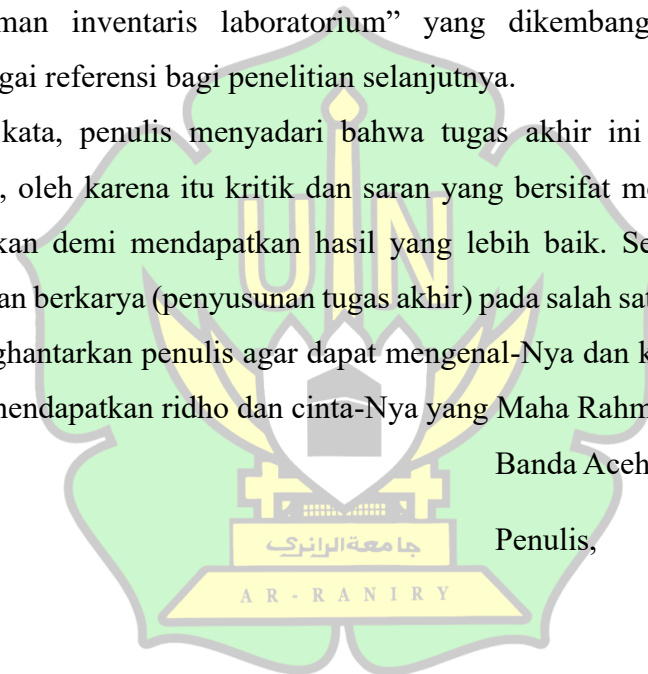 man inventaris laboratorium” yang dikembang
gai referensi bagi penelitian selanjutnya.
kata, penulis menyadari bahwa tugas akhir ini
, oleh karena itu kritik dan saran yang bersifat me
kan demi mendapatkan hasil yang lebih baik. Se
an berkarya (penyusunan tugas akhir) pada salah sat
ghantarkan penulis agar dapat mengenal-Nya dan k
mendapatkan ridho dan cinta-Nya yang Maha Rahm
UIN
Banda Aceh
Penulis,
جامعة الرانري
AR-RANIRY